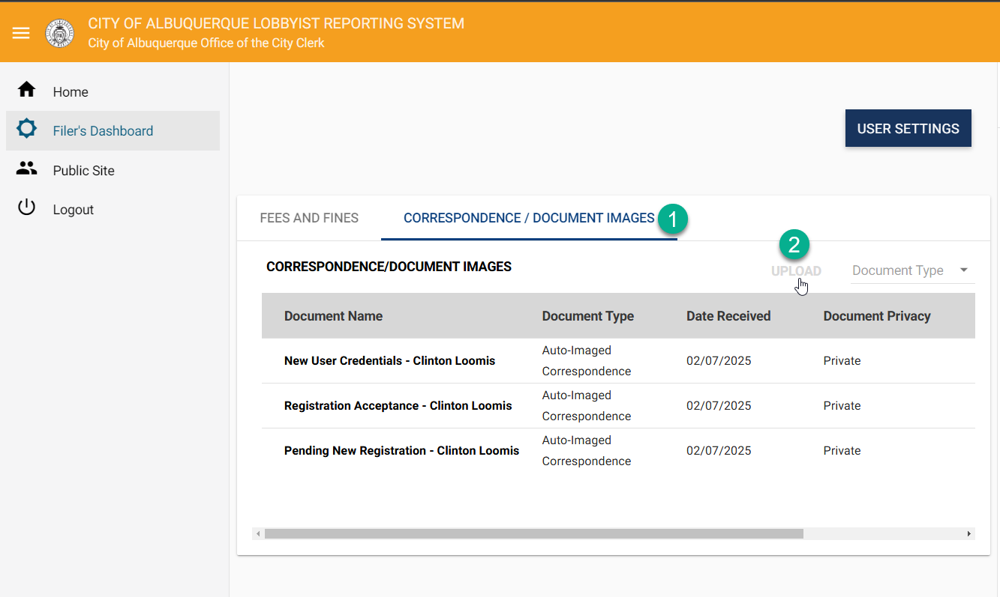 CITY OF ALBUQUERQUE LOBBYIST REPORTING SYSTEM
City of Albuquerque Office of the City Clerk
Home
Filer's Dashboard
Public Site
Logout
USER SETTINGS
FEES AND FINES
CORRESPONDENCE / DOCUMENT IMAGES
1
2
CORRESPONDENCE/DOCUMENT IMAGES
UPLOAD
Document Type
Document Name Document Type Date Received Document Privacy
New User Credentials - Clinton Loomis Auto-Imaged Correspondence 02/07/2025 Private
Registration Acceptance - Clinton Loomis Auto-Imaged Correspondence 02/07/2025 Private
Pending New Registration - Clinton Loomis Auto-Imaged Correspondence 02/07/2025 Private